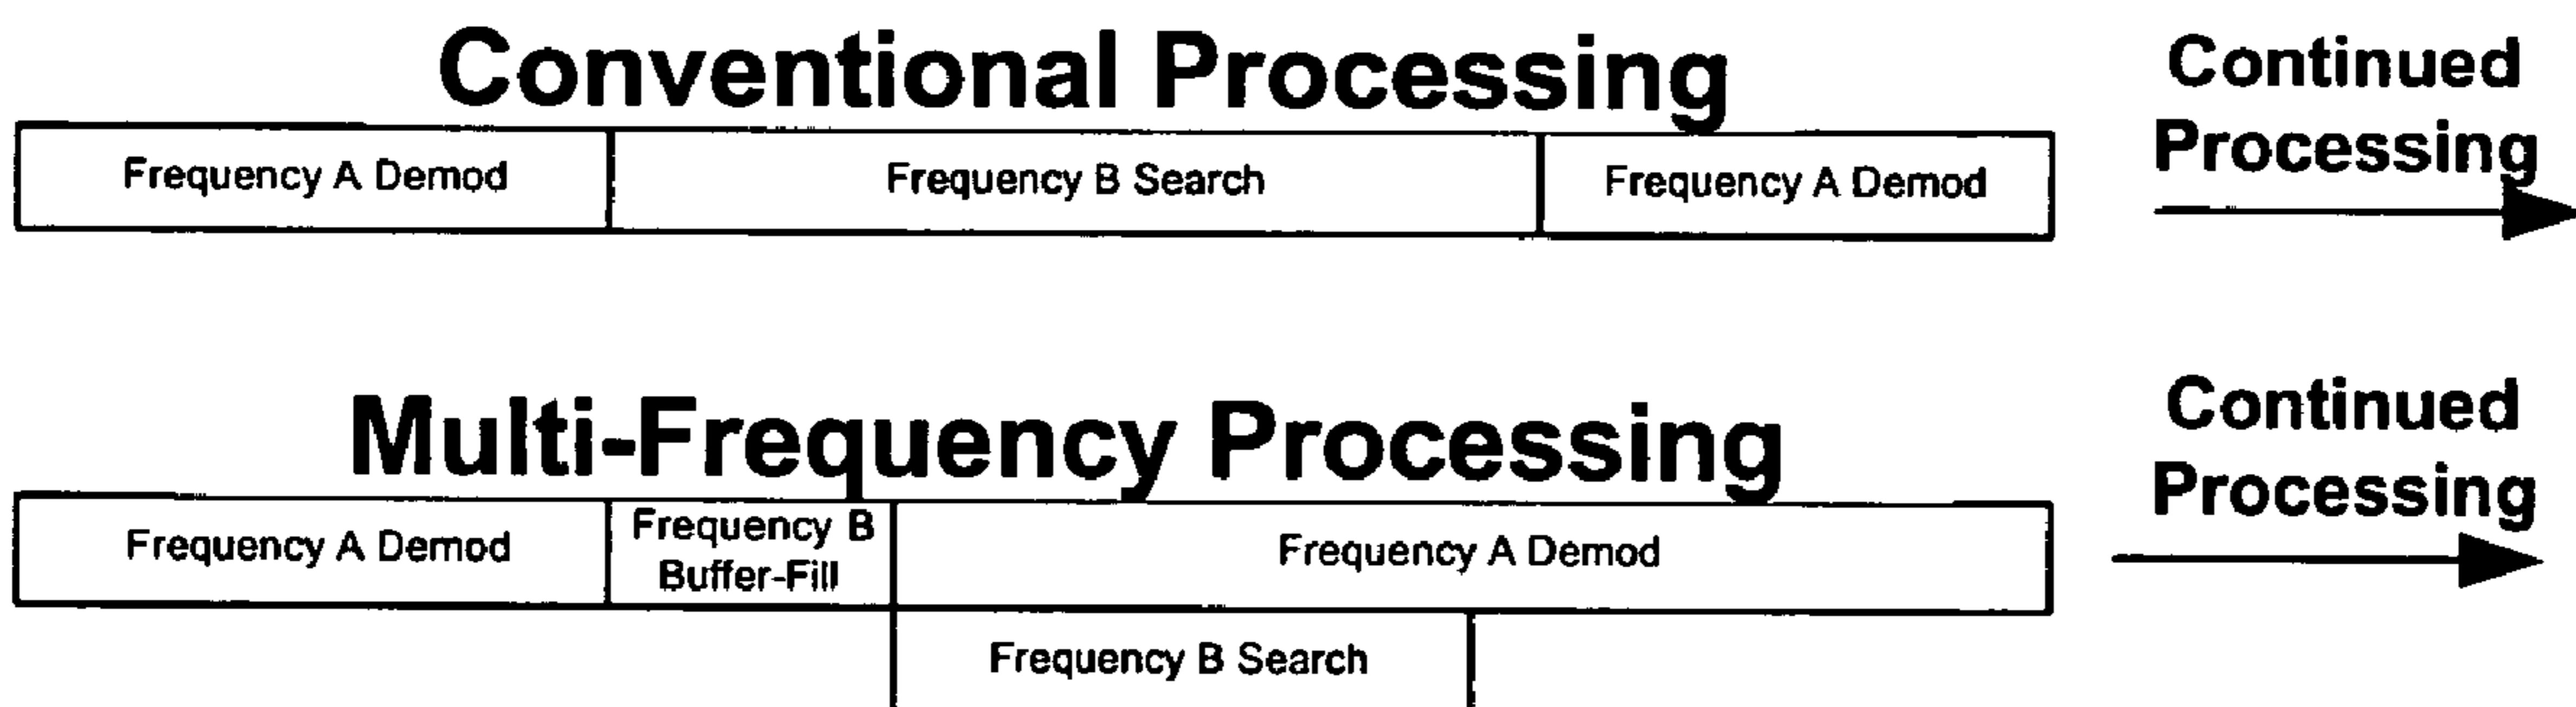 Conventional Processing
Continued
Processing
Frequency A Demod
Frequency B Search
Frequency A Demod
Multi-Frequency Processing
Continued
Processing
Frequency A Demod
Frequency B
Buffer-Fill
Frequency A Demod
Frequency B Search